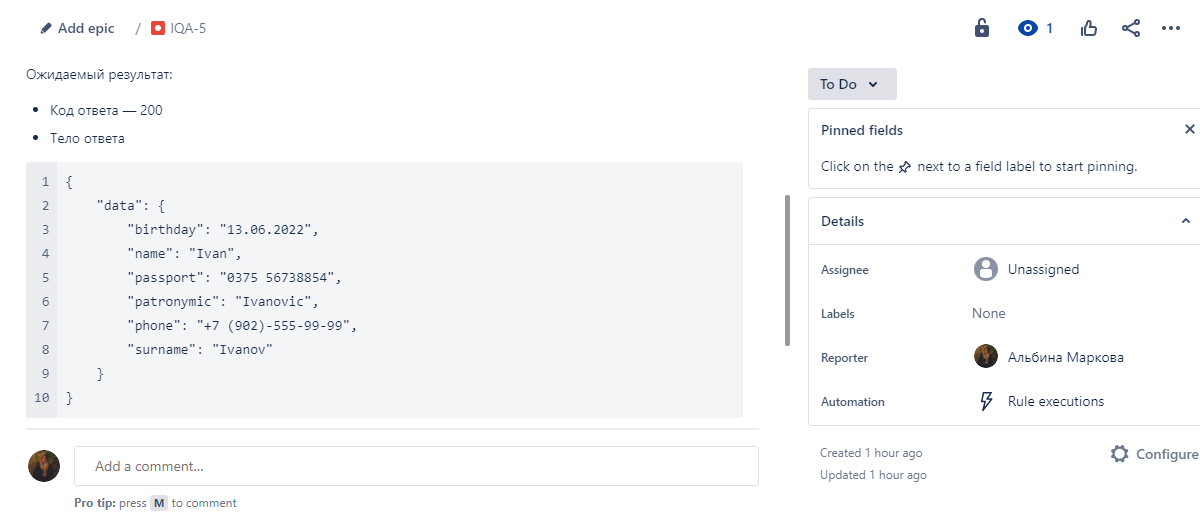 Add epic / IQA-5
1
Ожидаемый результат:
• Код ответа — 200
• Тело ответа
1 {
2     "data": {
3         "birthday": "13.06.2022",
4         "name": "Ivan",
5         "passport": "0375 56738854",
6         "patronymic": "Ivanovic",
7         "phone": "+7 (902)-555-99-99",
8         "surname": "Ivanov"
9     }
10 }
Add a comment...
Pro tip: press M to comment
To Do
Pinned fields
Click on the next to a field label to start pinning.
Details
Assignee Unassigned
Labels None
Reporter Альбина Маркова
Automation Rule executions
Created 1 hour ago
Configure
Updated 1 hour ago